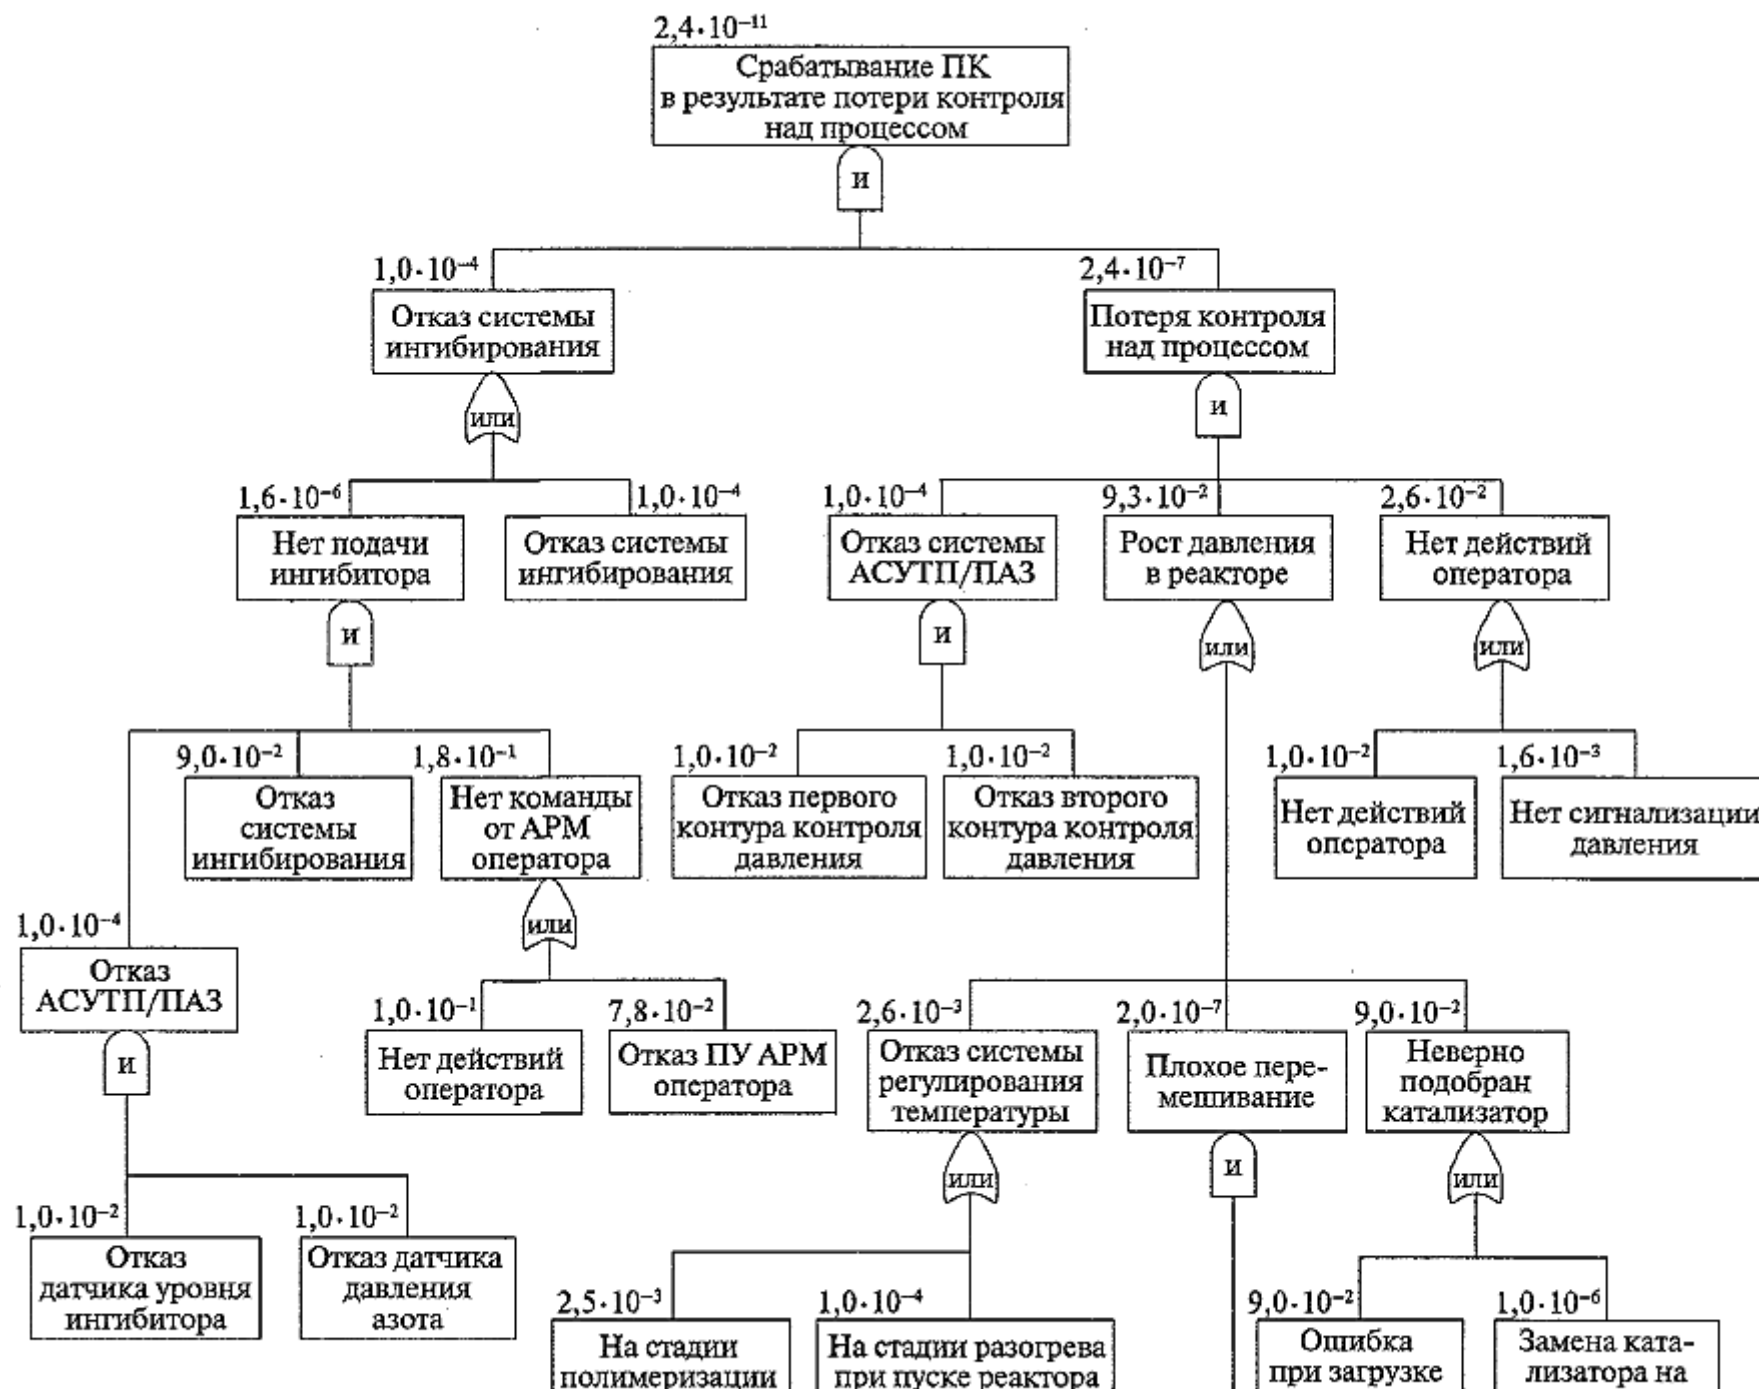 2,4·10⁻¹¹
Срабатывание ПК
в результате потери контроля
над процессом
и
1,0·10⁻⁴
Отказ системы
ингибирования
2,4·10⁻⁷
Потеря контроля
над процессом
или
и
1,6·10⁻⁶
Нет подачи
ингибитора
1,0·10⁻⁴
Отказ системы
ингибирования
1,0·10⁻⁴
Отказ системы
АСУТП/ПАЗ
9,3·10⁻²
Рост давления
в реакторе
2,6·10⁻²
Нет действий
оператора
и
и
или
или
9,0·10⁻²
Отказ
системы
ингибирования
1,8·10⁻¹
Нет команды
от АРМ
оператора
1,0·10⁻²
Отказ первого
контура контроля
давления
1,0·10⁻²
Отказ второго
контура контроля
давления
1,0·10⁻²
Нет действий
оператора
1,6·10⁻³
Нет сигнализации
давления
1,0·10⁻⁴
Отказ
АСУТП/ПАЗ
или
и
1,0·10⁻¹
Нет действий
оператора
7,8·10⁻²
Отказ ПУ АРМ
оператора
2,6·10⁻³
Отказ системы
регулирования
температуры
2,0·10⁻⁷
Плохое пере-
мешивание
9,0·10⁻²
Неверно
подобран
катализатор
или
и
или
1,0·10⁻²
Отказ
датчика уровня
ингибитора
1,0·10⁻²
Отказ датчика
давления
азота
2,5·10⁻³
На стадии
полимеризации
1,0·10⁻⁴
На стадии разогрева
при пуске реактора
9,0·10⁻²
Ошибка
при загрузке
1,0·10⁻⁶
Замена ката-
лизатора на